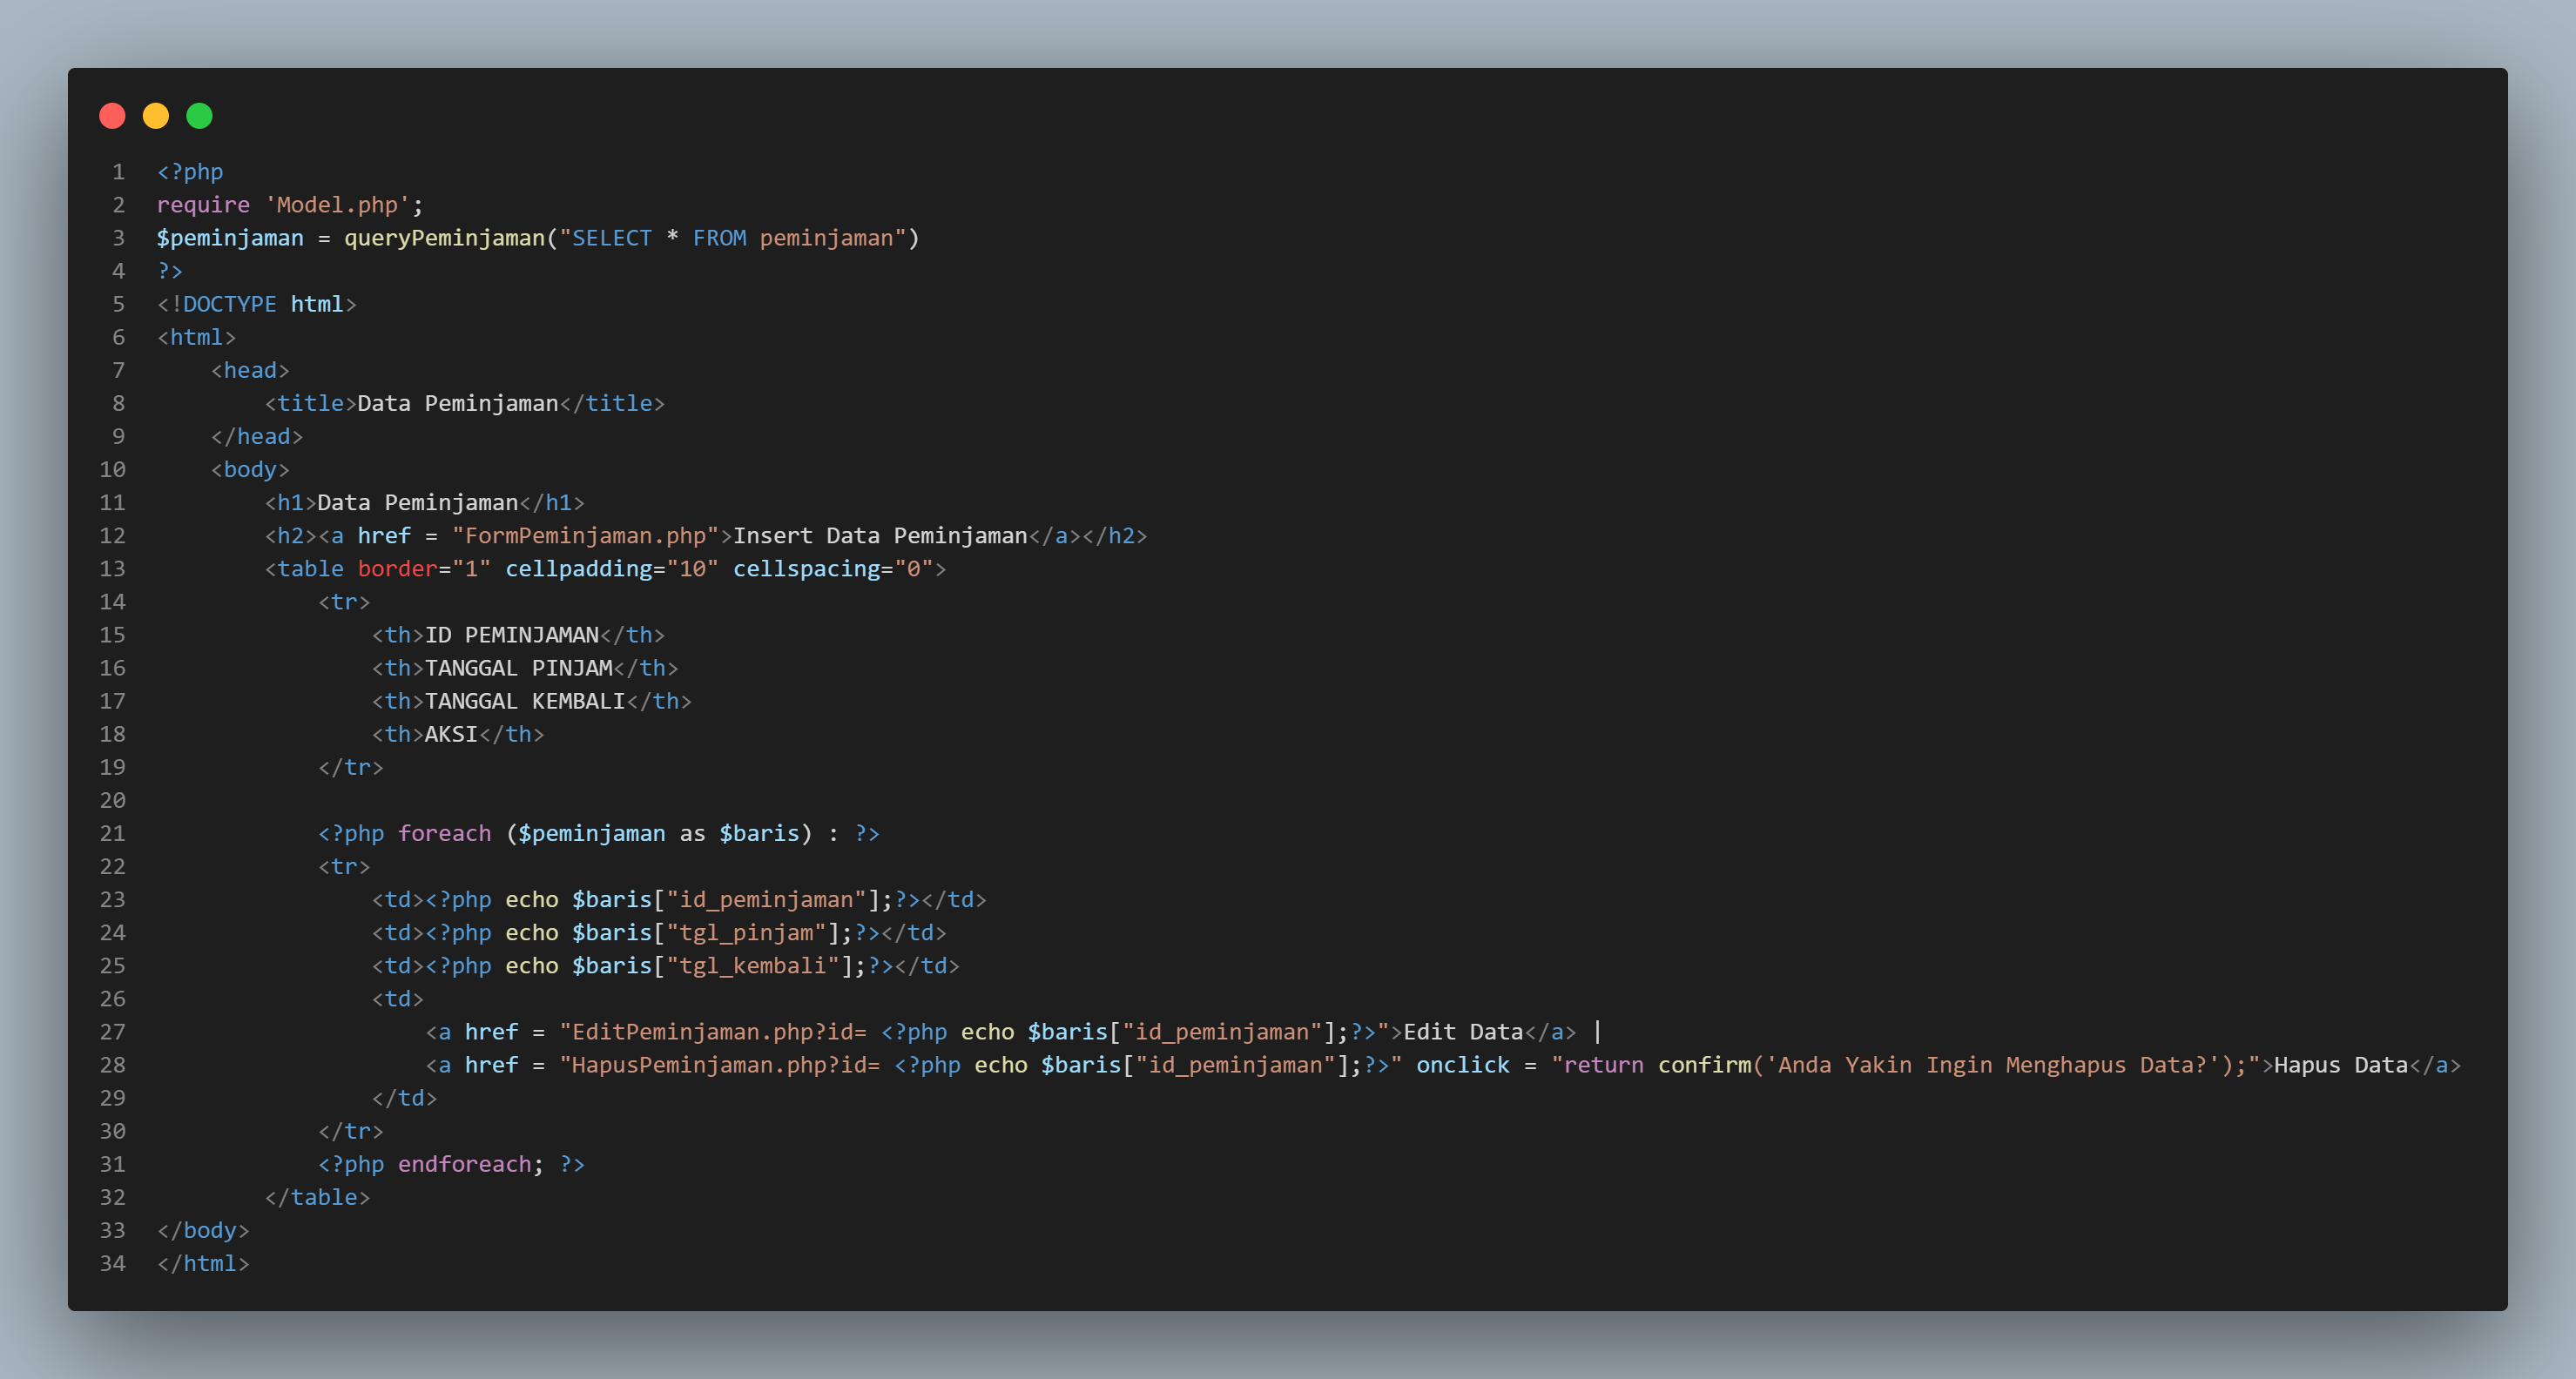 1 <?php
2 require 'Model.php';
3 $peminjaman = queryPeminjaman("SELECT * FROM peminjaman")
4 ?>
5 <!DOCTYPE html>
6 <html>
7     <head>
8         <title>Data Peminjaman</title>
9     </head>
10     <body>
11         <h1>Data Peminjaman</h1>
12         <h2><a href = "FormPeminjaman.php">Insert Data Peminjaman</a></h2>
13         <table border="1" cellpadding="10" cellspacing="0">
14             <tr>
15                 <th>ID PEMINJAMAN</th>
16                 <th>TANGGAL PINJAM</th>
17                 <th>TANGGAL KEMBALI</th>
18                 <th>AKSI</th>
19             </tr>
20
21             <?php foreach ($peminjaman as $baris) : ?>
22             <tr>
23                 <td><?php echo $baris["id_peminjaman"];?></td>
24                 <td><?php echo $baris["tgl_pinjam"];?></td>
25                 <td><?php echo $baris["tgl_kembali"];?></td>
26                 <td>
27                     <a href = "EditPeminjaman.php?id= <?php echo $baris["id_peminjaman"];?>">Edit Data</a> |
28                     <a href = "HapusPeminjaman.php?id= <?php echo $baris["id_peminjaman"];?>" onclick = "return confirm('Anda Yakin Ingin Menghapus Data?');">Hapus Data</a>
29                 </td>
30             </tr>
31             <?php endforeach; ?>
32         </table>
33 </body>
34 </html>